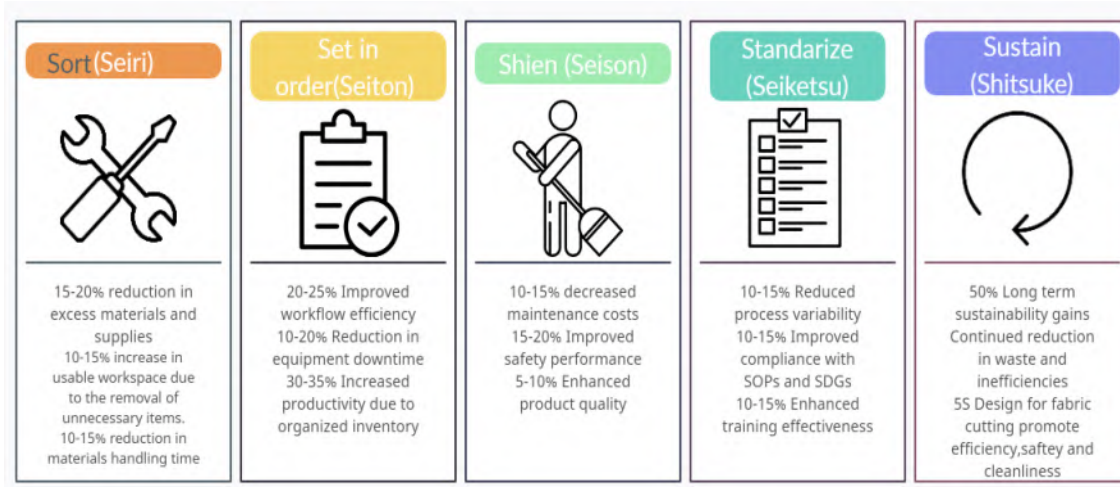 Sort(Seiri)
15-20% reduction in
excess materials and
supplies
10-15% increase in
usable workspace due
to the removal of
unnecessary items.
10-15% reduction in
materials handling time
Set in
order(Seiton)
20-25% Improved
workflow efficiency
10-20% Reduction in
equipment downtime
30-35% Increased
productivity due to
organized inventory
Shien (Seison)
10-15% decreased
maintenance costs
15-20% Improved
safety performance
5-10% Enhanced
product quality
Standarize
(Seiketsu)
10-15% Reduced
process variability
10-15% Improved
compliance with
SOPs and SDGs
10-15% Enhanced
training effectiveness
Sustain
(Shitsuke)
50% Long term
sustainability gains
Continued reduction
in waste and
inefficiencies
5S Design for fabric
cutting promote
efficiency,saftey and
cleanliness